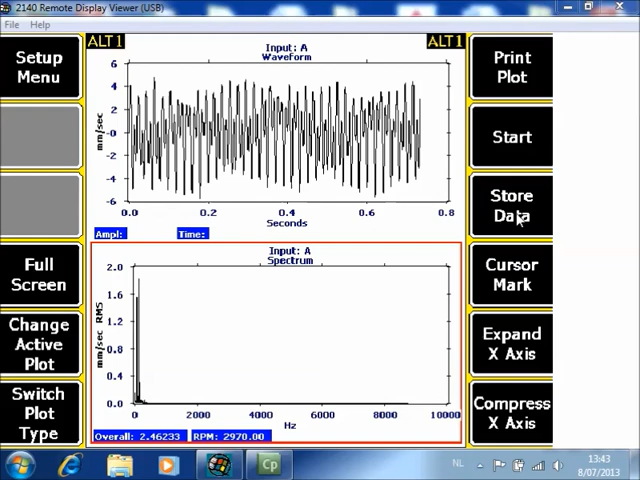 2140 Remote Display Viewer (USB)
File Help
Setup
Menu
Full
Screen
Change
Active
Plot
Switch
Plot
Type
ALT1
ALT1
Input: A
Waveform
6
4
2
-0
-2
-4
-6
mm/sec
0.0 0.2 0.4 0.6 0.8
Seconds
Ampl: Time:
Input: A
Spectrum
2.0
1.6
1.2
0.8
0.4
0.0
mm/sec RMS
0 2000 4000 6000 8000 10000
Hz
Overall: 2.46233 RPM: 2970.00
Print
Plot
Start
Store
Data
Cursor
Mark
Expand
X Axis
Compress
X Axis
Cp
NL
13:43
8/07/2013